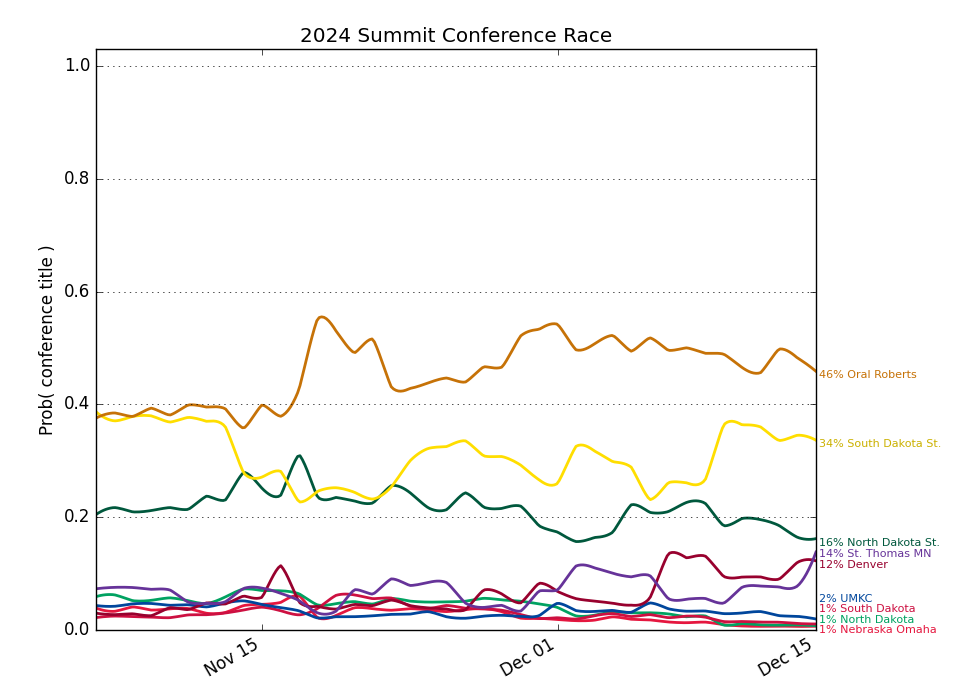 2024 Summit Conference Race
1.0
0.8
0.6
0.4
0.2
0.0
Prob( conference title )
46% Oral Roberts
34% South Dakota St.
16% North Dakota St.
14% St. Thomas MN
12% Denver
2% UMKC
1% South Dakota
1% North Dakota
1% Nebraska Omaha
Nov 15
Dec 01
Dec 15